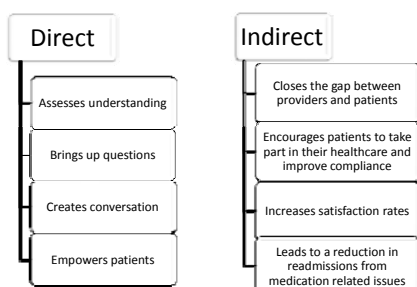 Direct
Assesses understanding
Brings up questions
Creates conversation
Empowers patients
Indirect
Closes the gap between
providers and patients
Encourages patients to take
part in their healthcare and
improve compliance
Increases satisfaction rates
Leads to a reduction in
readmissions from
medication related issues